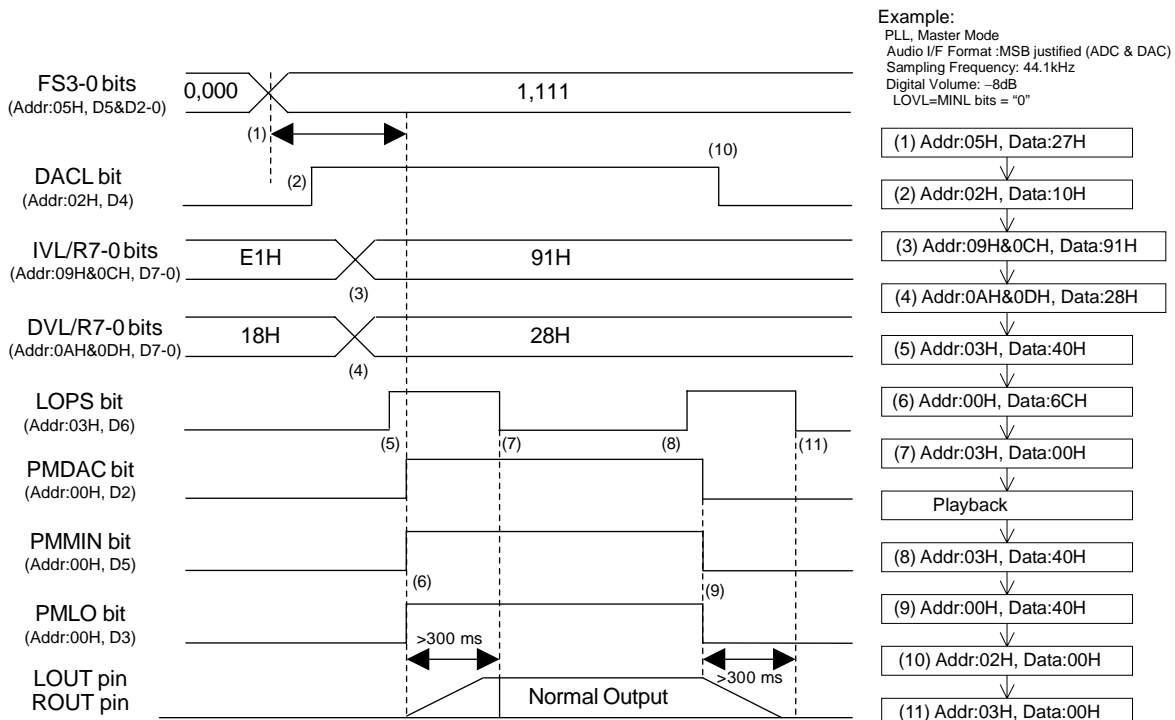 Example:
PLL, Master Mode
Audio I/F Format :MSB justified (ADC & DAC)
Sampling Frequency: 44.1kHz
Digital Volume: −8dB
LOVL=MINL bits = “0”
FS3-0 bits
(Addr:05H, D5&D2-0)
0,000
1,111
(1)
(10)
DACL bit
(Addr:02H, D4)
(2)
IVL/R7-0 bits
(Addr:09H&0CH, D7-0)
E1H
91H
(3)
DVL/R7-0 bits
(Addr:0AH&0DH, D7-0)
18H
28H
(4)
LOPS bit
(Addr:03H, D6)
(5)
(7)
(8)
(11)
PMDAC bit
(Addr:00H, D2)
PMMIN bit
(Addr:00H, D5)
(6)
(9)
PMLO bit
(Addr:00H, D3)
>300 ms
>300 ms
LOUT pin
ROUT pin
Normal Output
(1) Addr:05H, Data:27H
(2) Addr:02H, Data:10H
(3) Addr:09H&0CH, Data:91H
(4) Addr:0AH&0DH, Data:28H
(5) Addr:03H, Data:40H
(6) Addr:00H, Data:6CH
(7) Addr:03H, Data:00H
Playback
(8) Addr:03H, Data:40H
(9) Addr:00H, Data:40H
(10) Addr:02H, Data:00H
(11) Addr:03H, Data:00H